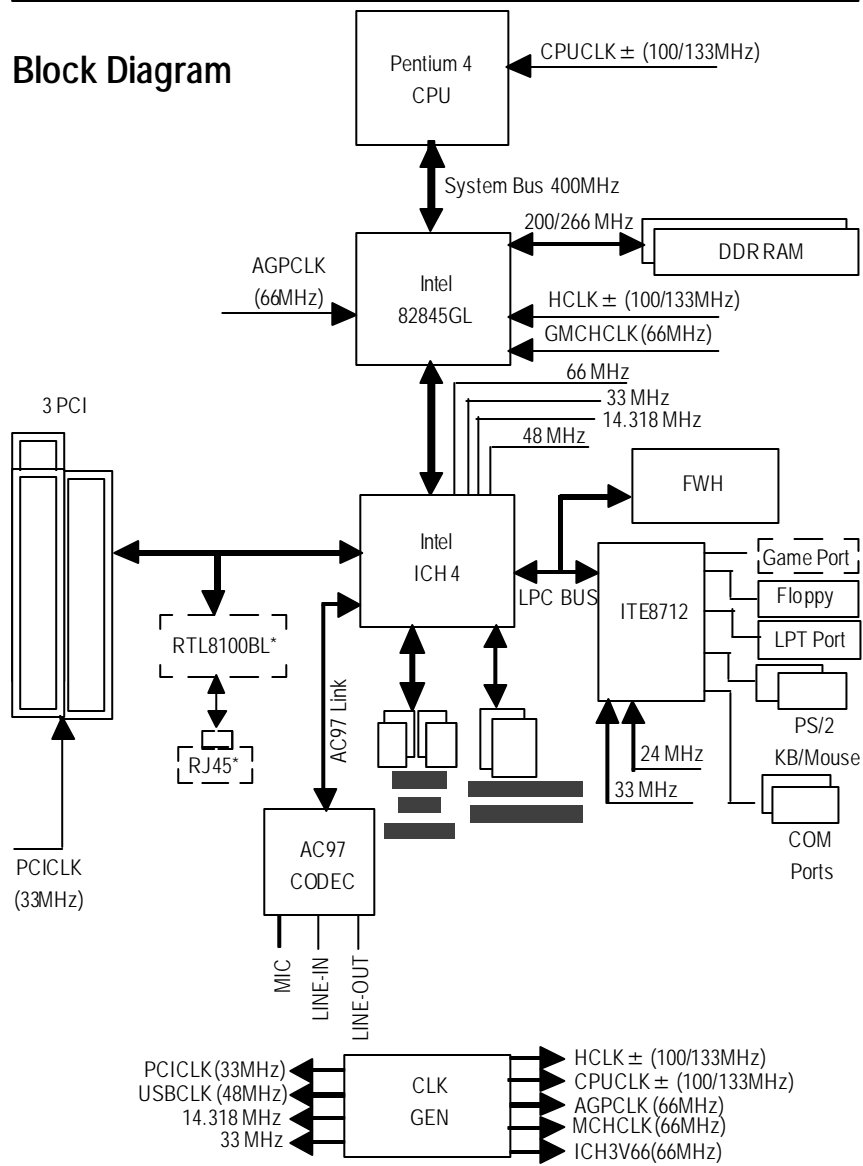 Block Diagram
Pentium 4
CPU
CPUCLK ± (100/133MHz)
System Bus 400MHz
200/266 MHz
DDR RAM
AGPCLK
(66MHz)
Intel
82845GL
HCLK ± (100/133MHz)
GMCHCLK (66MHz)
66 MHz
33 MHz
14.318 MHz
48 MHz
3 PCI
FWH
Intel
ICH4
LPC BUS
ITE8712
Game Port
Floppy
LPT Port
PS/2
KB/Mouse
RTL8100BL*
RJ45*
AC97 Link
24 MHz
33 MHz
COM
Ports
PCICLK
(33MHz)
AC97
CODEC
MIC
LINE-IN
LINE-OUT
CLK
GEN
PCICLK (33MHz)
USBCLK (48MHz)
14.318 MHz
33 MHz
HCLK ± (100/133MHz)
CPUCLK ± (100/133MHz)
AGPCLK (66MHz)
MCHCLK (66MHz)
ICH3V66 (66MHz)